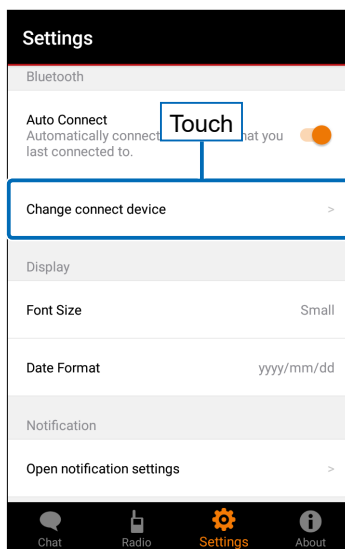 Settings
Bluetooth
Auto Connect
Touch
Automatically connect hat you
last connected to.
Change connect device >
Display
Font Size Small
Date Format yyyy/mm/dd
Notification
Open notification settings >
Chat Radio Settings About